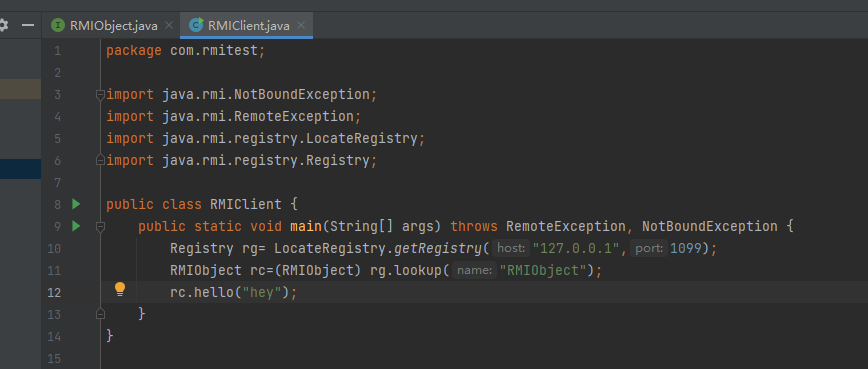 RMIObject.java RMIClient.java
1 package com.rmitest;
2
3 import java.rmi.NotBoundException;
4 import java.rmi.RemoteException;
5 import java.rmi.registry.LocateRegistry;
6 import java.rmi.registry.Registry;
7
8 public class RMIClient {
9 public static void main(String[] args) throws RemoteException, NotBoundException {
10 Registry rg= LocateRegistry.getRegistry( host: "127.0.0.1", port: 1099);
11 RMIObject rc=(RMIObject) rg.lookup( name: "RMIObject");
12 rc.hello("hey");
13 }
14 }
15